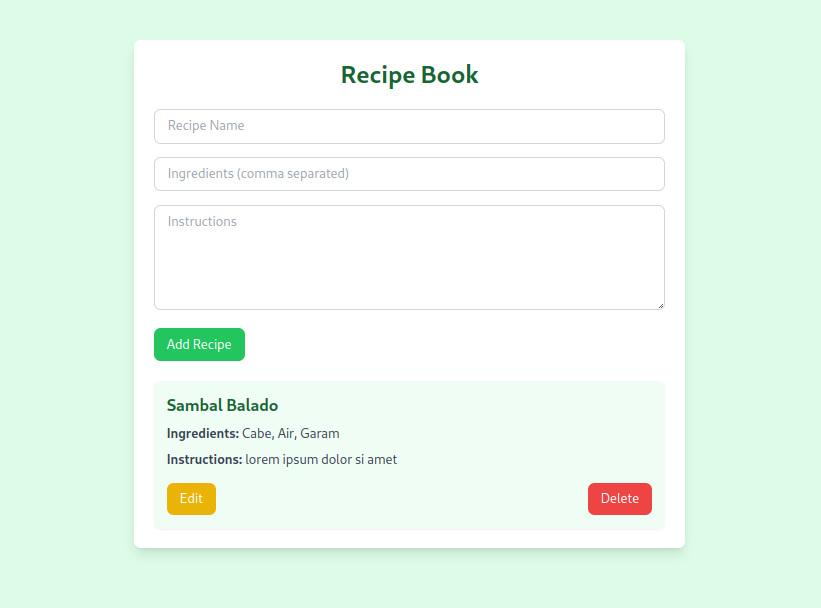 Recipe Book
Recipe Name
Ingredients (comma separated)
Instructions
Add Recipe
Sambal Balado
Ingredients: Cabe, Air, Garam
Instructions: lorem ipsum dolor si amet
Edit
Delete